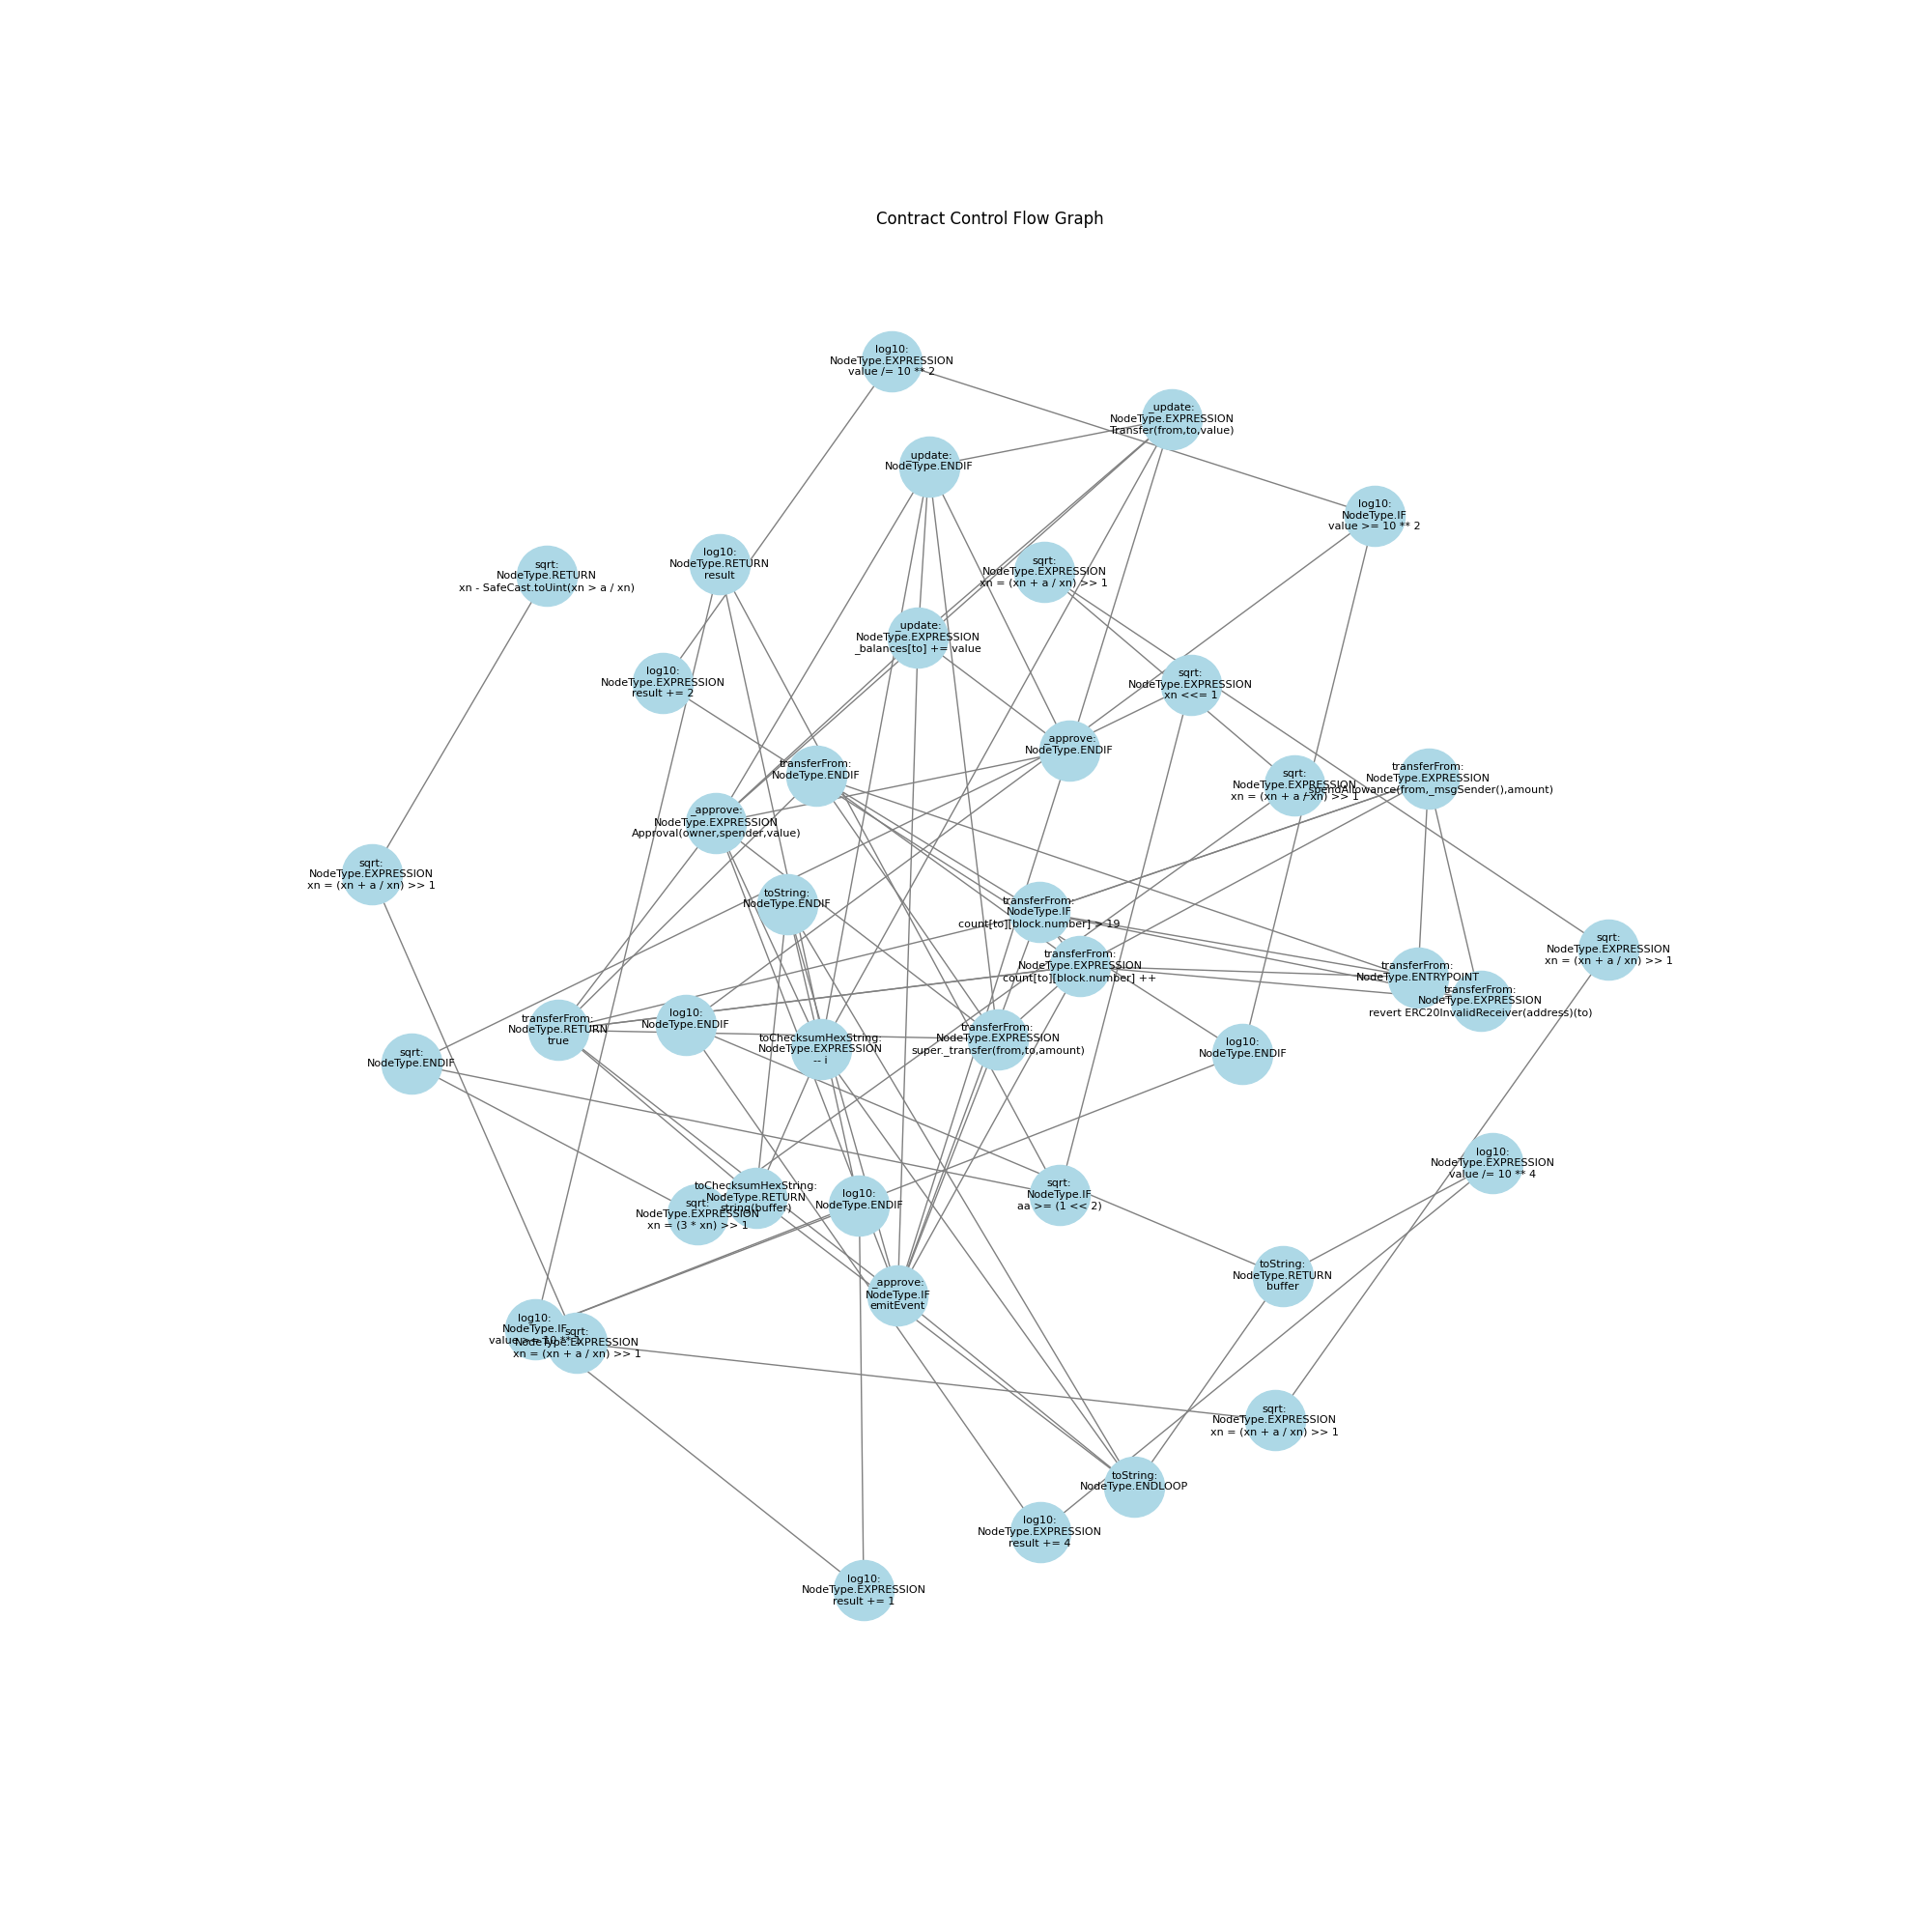 Contract Control Flow Graph
log10:
NodeType.EXPRESSION
value /= 10 ** 2
_update:
NodeType.EXPRESSION
Transfer(from,to,value)
_update:
NodeType.ENDIF
log10:
NodeType.IF
value >= 10 ** 2
log10:
NodeType.RETURN
result
sqrt:
NodeType.EXPRESSION
xn = (xn + a / xn) >> 1
sqrt:
NodeType.RETURN
xn - SafeCast.toUint(xn > a / xn)
_update:
NodeType.EXPRESSION
_balances[to] += value
log10:
NodeType.EXPRESSION
result += 2
sqrt:
NodeType.EXPRESSION
xn <<= 1
_approve:
NodeType.ENDIF
transferFrom:
NodeType.ENDIF
sqrt:
NodeType.EXPRESSION
xn = (xn + a / xn) >> 1
transferFrom:
NodeType.EXPRESSION
_spendAllowance(from,_msgSender(),amount)
_approve:
NodeType.EXPRESSION
Approval(owner,spender,value)
sqrt:
NodeType.EXPRESSION
xn = (xn + a / xn) >> 1
toString:
NodeType.ENDIF
transferFrom:
NodeType.IF
count[to][block.number] > 19
sqrt:
NodeType.EXPRESSION
xn = (xn + a / xn) >> 1
transferFrom:
NodeType.EXPRESSION
count[to][block.number] ++
transferFrom:
NodeType.ENTRYPOINT
transferFrom:
NodeType.EXPRESSION
revert ERC20InvalidReceiver(address)(to)
transferFrom:
NodeType.RETURN
true
log10:
NodeType.ENDIF
toChecksumHexString:
NodeType.EXPRESSION
-- i
transferFrom:
NodeType.EXPRESSION
super._transfer(from,to,amount)
log10:
NodeType.ENDIF
sqrt:
NodeType.ENDIF
log10:
NodeType.EXPRESSION
value /= 10 ** 4
toChecksumHexString:
NodeType.RETURN
string(buffer)
sqrt:
NodeType.EXPRESSION
xn = (3 * xn) >> 1
log10:
NodeType.ENDIF
sqrt:
NodeType.IF
aa >= (1 << 2)
toString:
NodeType.RETURN
buffer
_approve:
NodeType.IF
emitEvent
log10:
NodeType.IF
value >= 10 **
sqrt:
NodeType.EXPRESSION
xn = (xn + a / xn) >> 1
sqrt:
NodeType.EXPRESSION
xn = (xn + a / xn) >> 1
toString:
NodeType.ENDLOOP
log10:
NodeType.EXPRESSION
result += 4
log10:
NodeType.EXPRESSION
result += 1